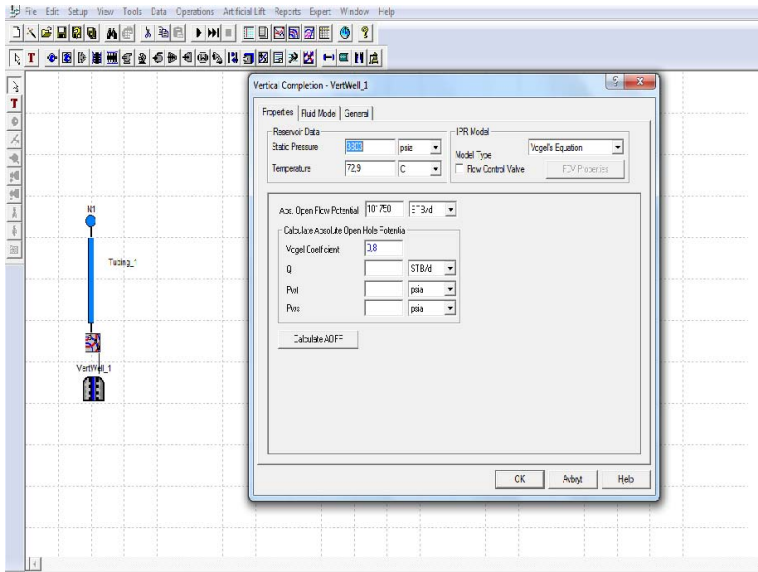 File Edit Setup View Tools Data Operations Artificial Lift Reports Expert Window Help
Vertical Completion - VertWell_1
Properties Fluid Model General
Reservoir Data
IPR Model
Static Pressure psia
Model Type Vogel's Equation
Temperature 72,9 C
Flow Control Valve FCV Properties
Abs. Open Flow Potential STB/d
Calculate Absolute Open Hole Potential
Vogel Coefficient 0,8
Q STB/d
Pwf psia
Pws psia
Calculate AOFP
N1
Tubing_1
VertWell_1
OK Avbryt Help